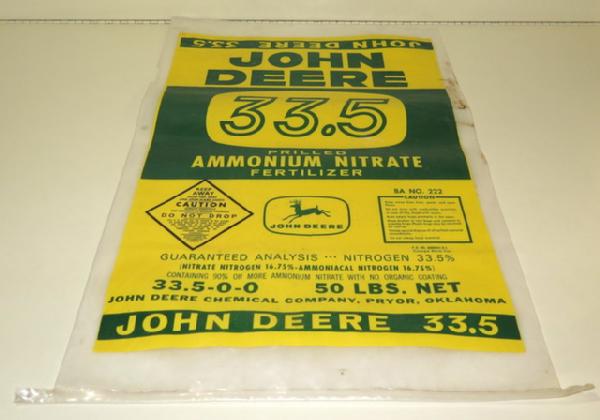 JOHN DEERE 33.5
JOHN
DEERE
33.5
PRILLED
AMMONIUM NITRATE
FERTILIZER
KEEP
AWAY
CAUTION
DO NOT DROP
JOHN DEERE
BA NO. 222
CAUTION
GUARANTEED ANALYSIS ··· NITROGEN 33.5%
(NITRATE NITROGEN 16.75%-AMMONIACAL NITROGEN 16.75%)
CONTAINING 90% OR MORE AMMONIUM NITRATE WITH NO ORGANIC COATING
33.5-0-0 50 LBS. NET
JOHN DEERE CHEMICAL COMPANY, PRYOR, OKLAHOMA
JOHN DEERE 33.5